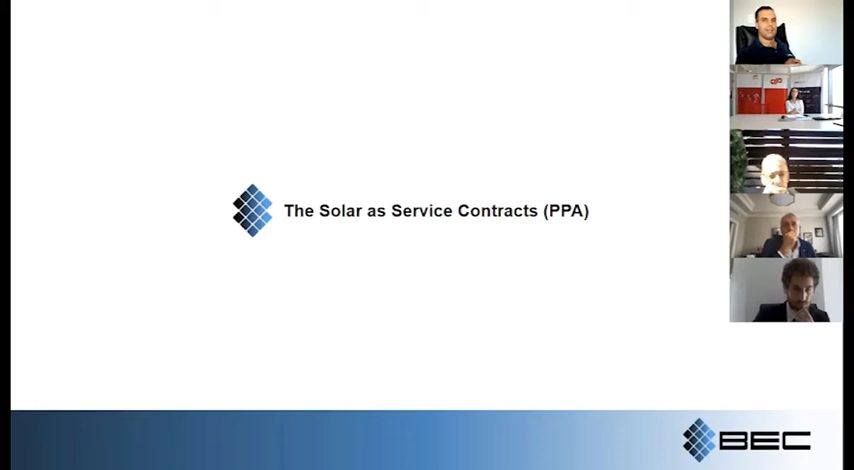 The Solar as Service Contracts (PPA)
BEC